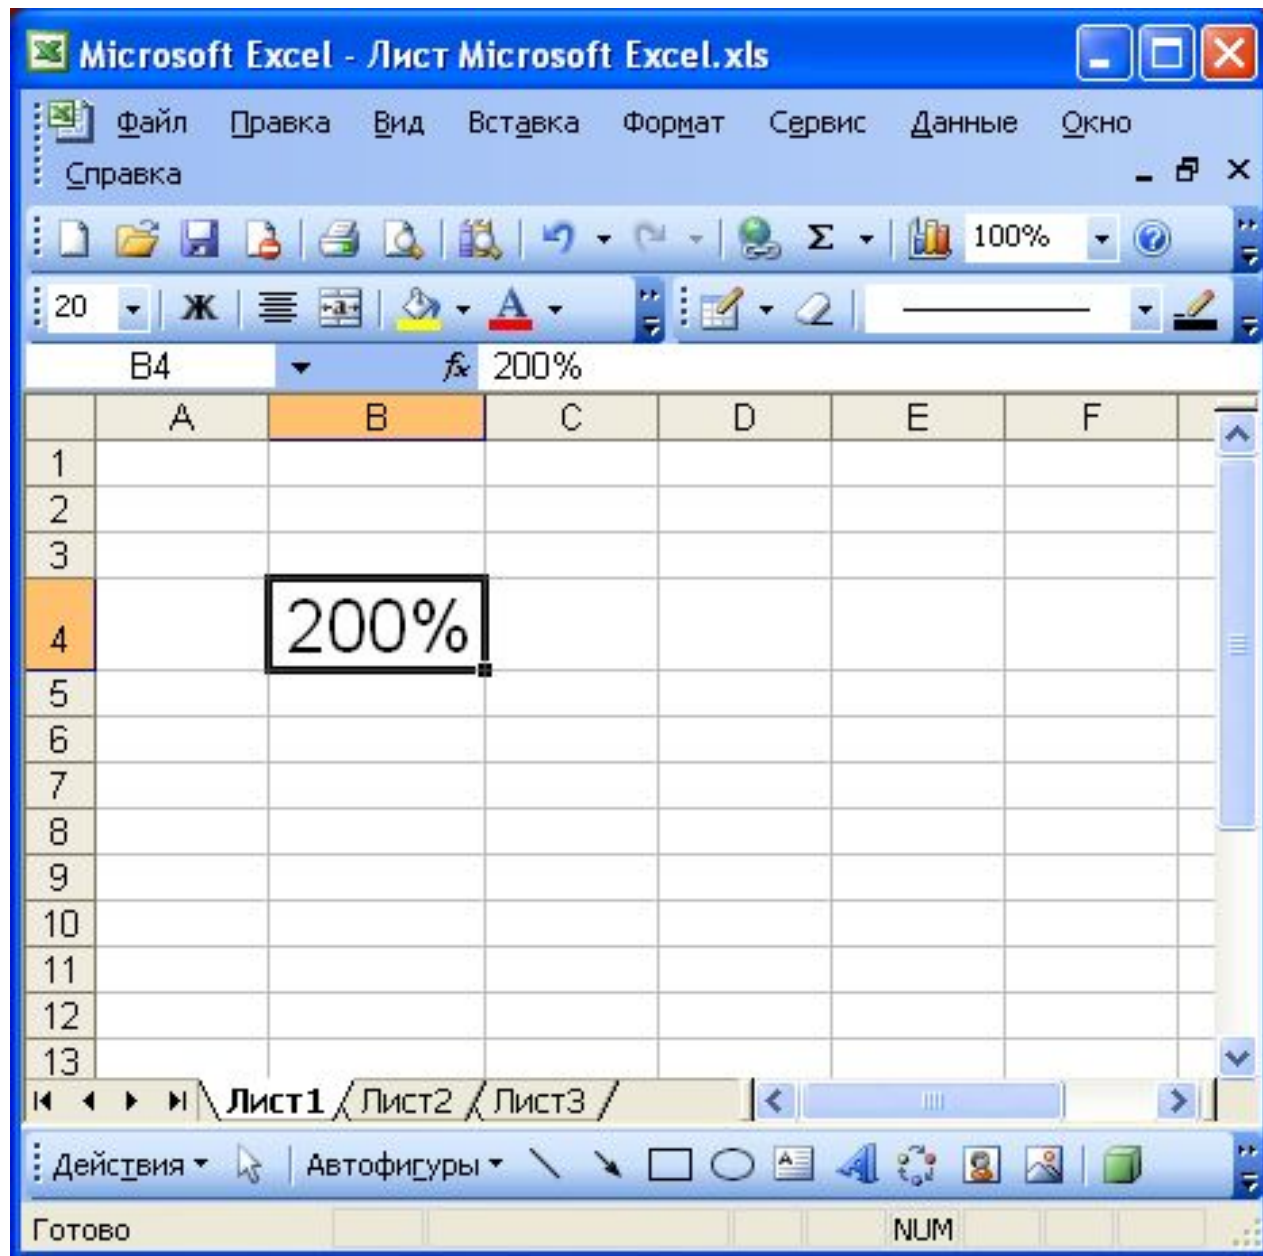 Microsoft Excel - Лист Microsoft Excel.xls
Файл Правка Вид Вставка Формат Сервис Данные Окно
Справка
100%
20 Ж A
B4 fx 200%
A B C D E F
1
2
3
4 200%
5
6
7
8
9
10
11
12
13
Лист1 Лист2 Лист3
Действия Автофигуры
Готово NUM